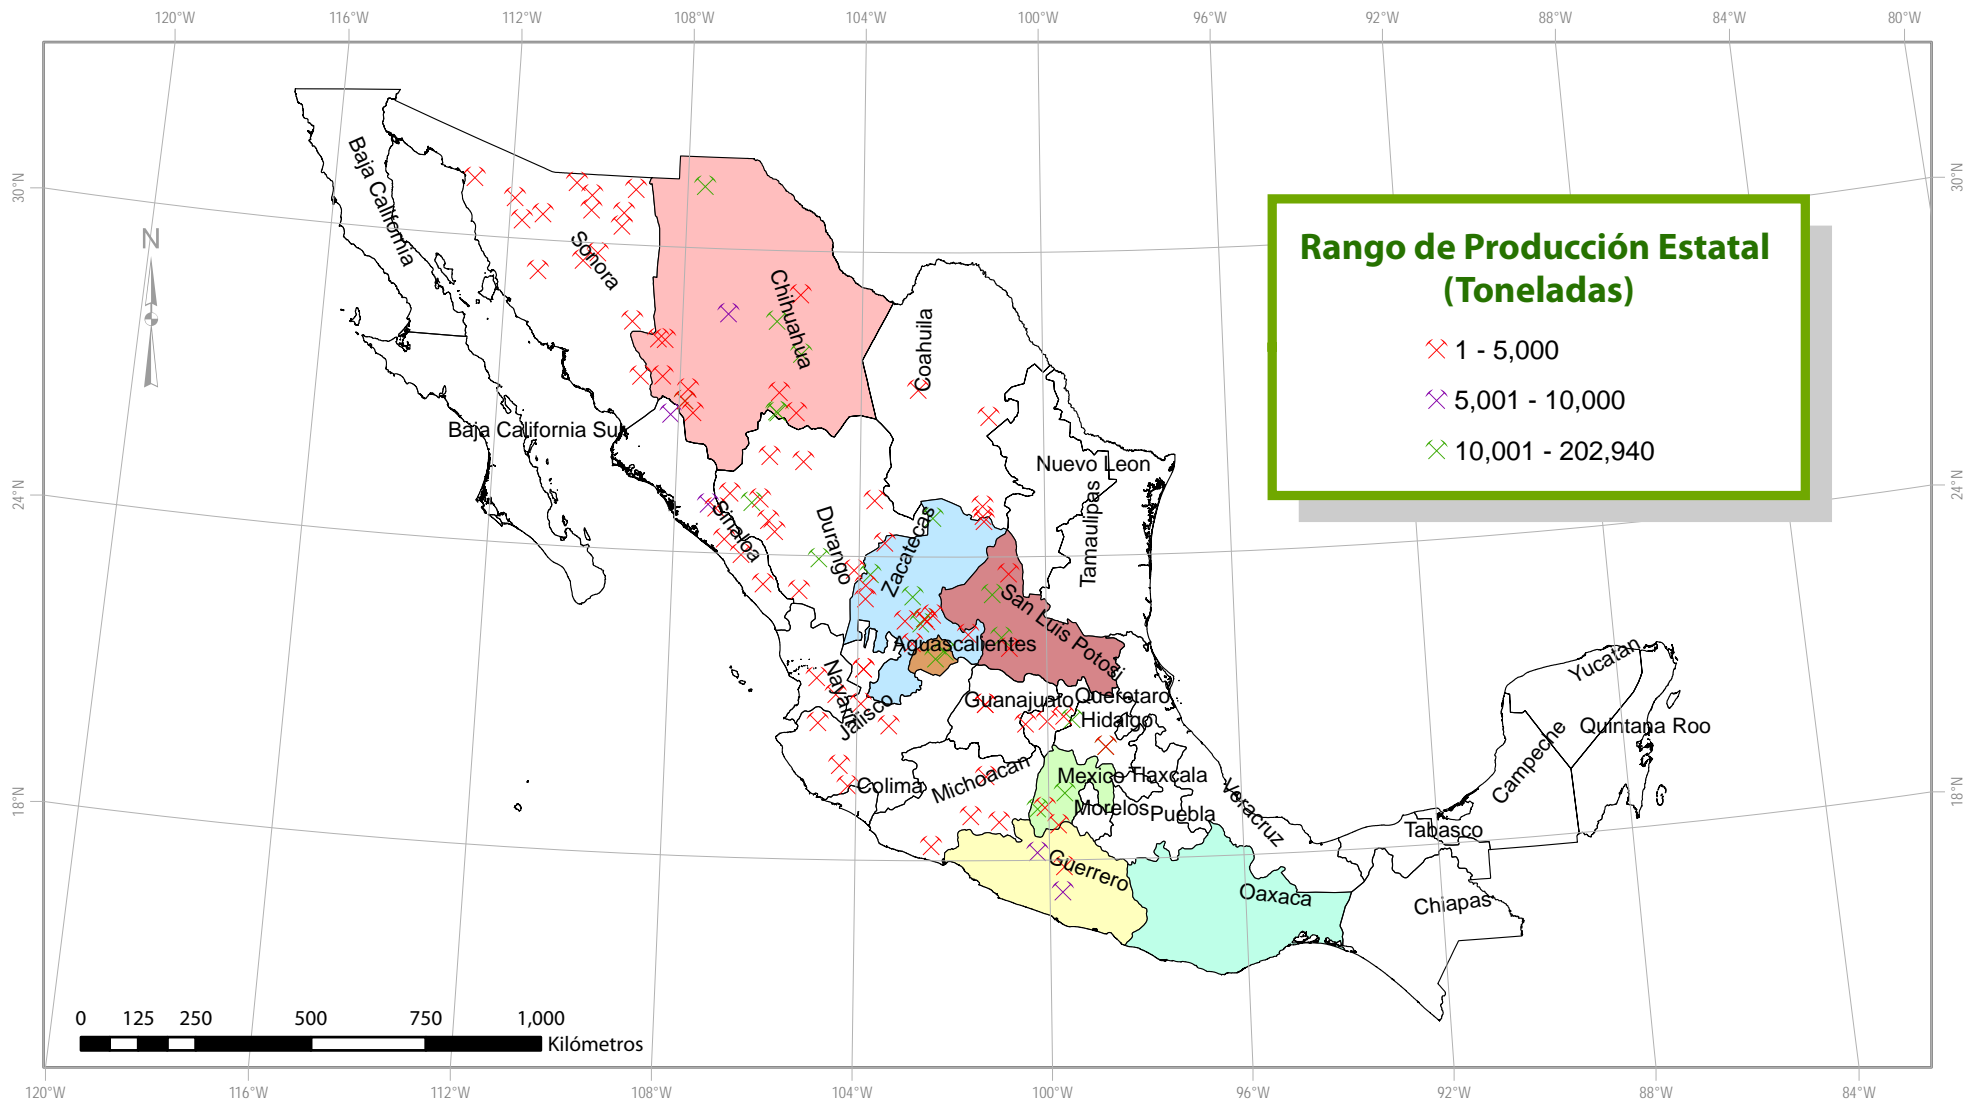 120°W 116°W 112°W 108°W 104°W 100°W 96°W 92°W 88°W 84°W 80°W
30°N
30°N
24°N
24°N
18°N
18°N
N
Rango de Producción Estatal
(Toneladas)
1 - 5,000
5,001 - 10,000
10,001 - 202,940
Baja California
Sonora
Chihuahua
Coahuila
Baja California Sur
Nuevo Leon
Tamaulipas
Sinaloa
Durango
Zacatecas
San Luis Potosi
Aguascalientes
Nayarit
Jalisco
Guanajuato
Queretaro
Hidalgo
Colima
Michoacan
Mexico
Tlaxcala
Morelos
Puebla
Veracruz
Guerrero
Oaxaca
Tabasco
Chiapas
Campeche
Yucatan
Quintana Roo
0 125 250 500 750 1,000
Kilómetros
120°W 116°W 112°W 108°W 104°W 100°W 96°W 92°W 88°W 84°W